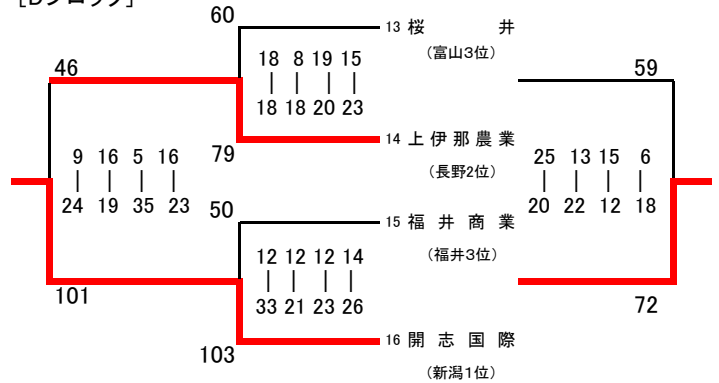 [Dブロック]
60
13 桜井
(富山3位)
18 8 19 15
| | | |
18 18 20 23
46
59
79
14 上伊那農業
(長野2位)
9 16 5 16
| | | |
24 19 35 23
25 13 15 6
| | | |
20 22 12 18
50
15 福井商業
(福井3位)
12 12 12 14
| | | |
33 21 23 26
101
72
103
16 開志国際
(新潟1位)